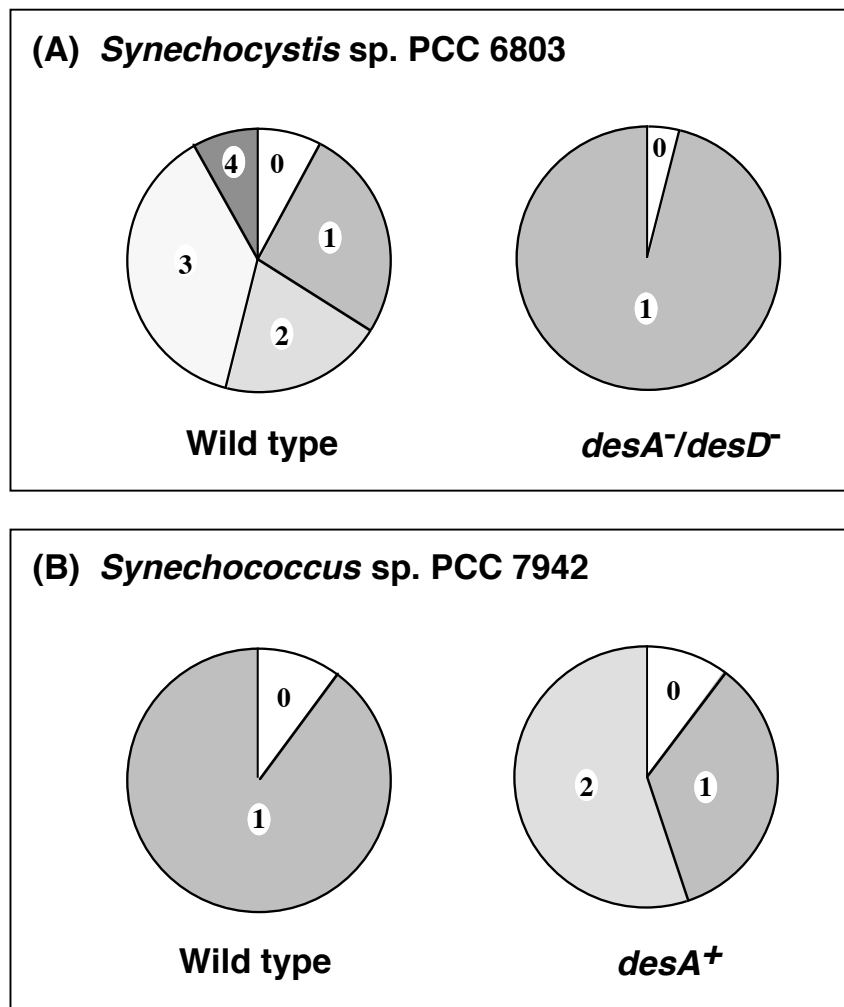 (A) Synechocystis sp. PCC 6803
4 0
1
3
2
Wild type
0
1
desA⁻/desD⁻
(B) Synechococcus sp. PCC 7942
0
1
Wild type
0
2 1
desA⁺